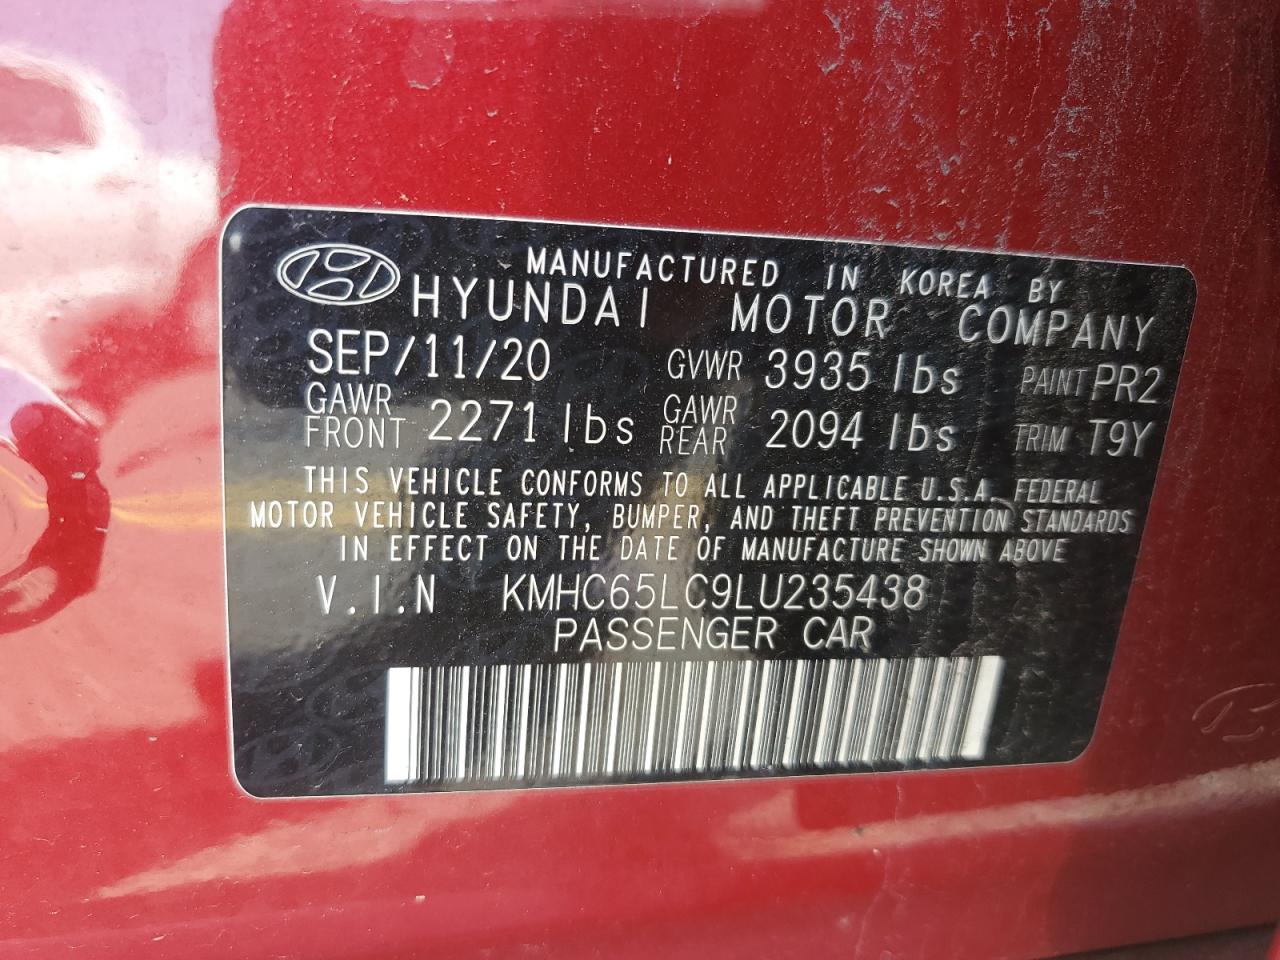 MANUFACTURED IN KOREA BY
HYUNDAI MOTOR COMPANY
SEP/11/20 GVWR 3935 lbs PAINT PR2
GAWR FRONT 2271 lbs GAWR REAR 2094 lbs TRIM T9Y
THIS VEHICLE CONFORMS TO ALL APPLICABLE U.S.A. FEDERAL
MOTOR VEHICLE SAFETY, BUMPER, AND THEFT PREVENTION STANDARDS
IN EFFECT ON THE DATE OF MANUFACTURE SHOWN ABOVE
V.I.N KMHC65LC9LU235438
PASSENGER CAR